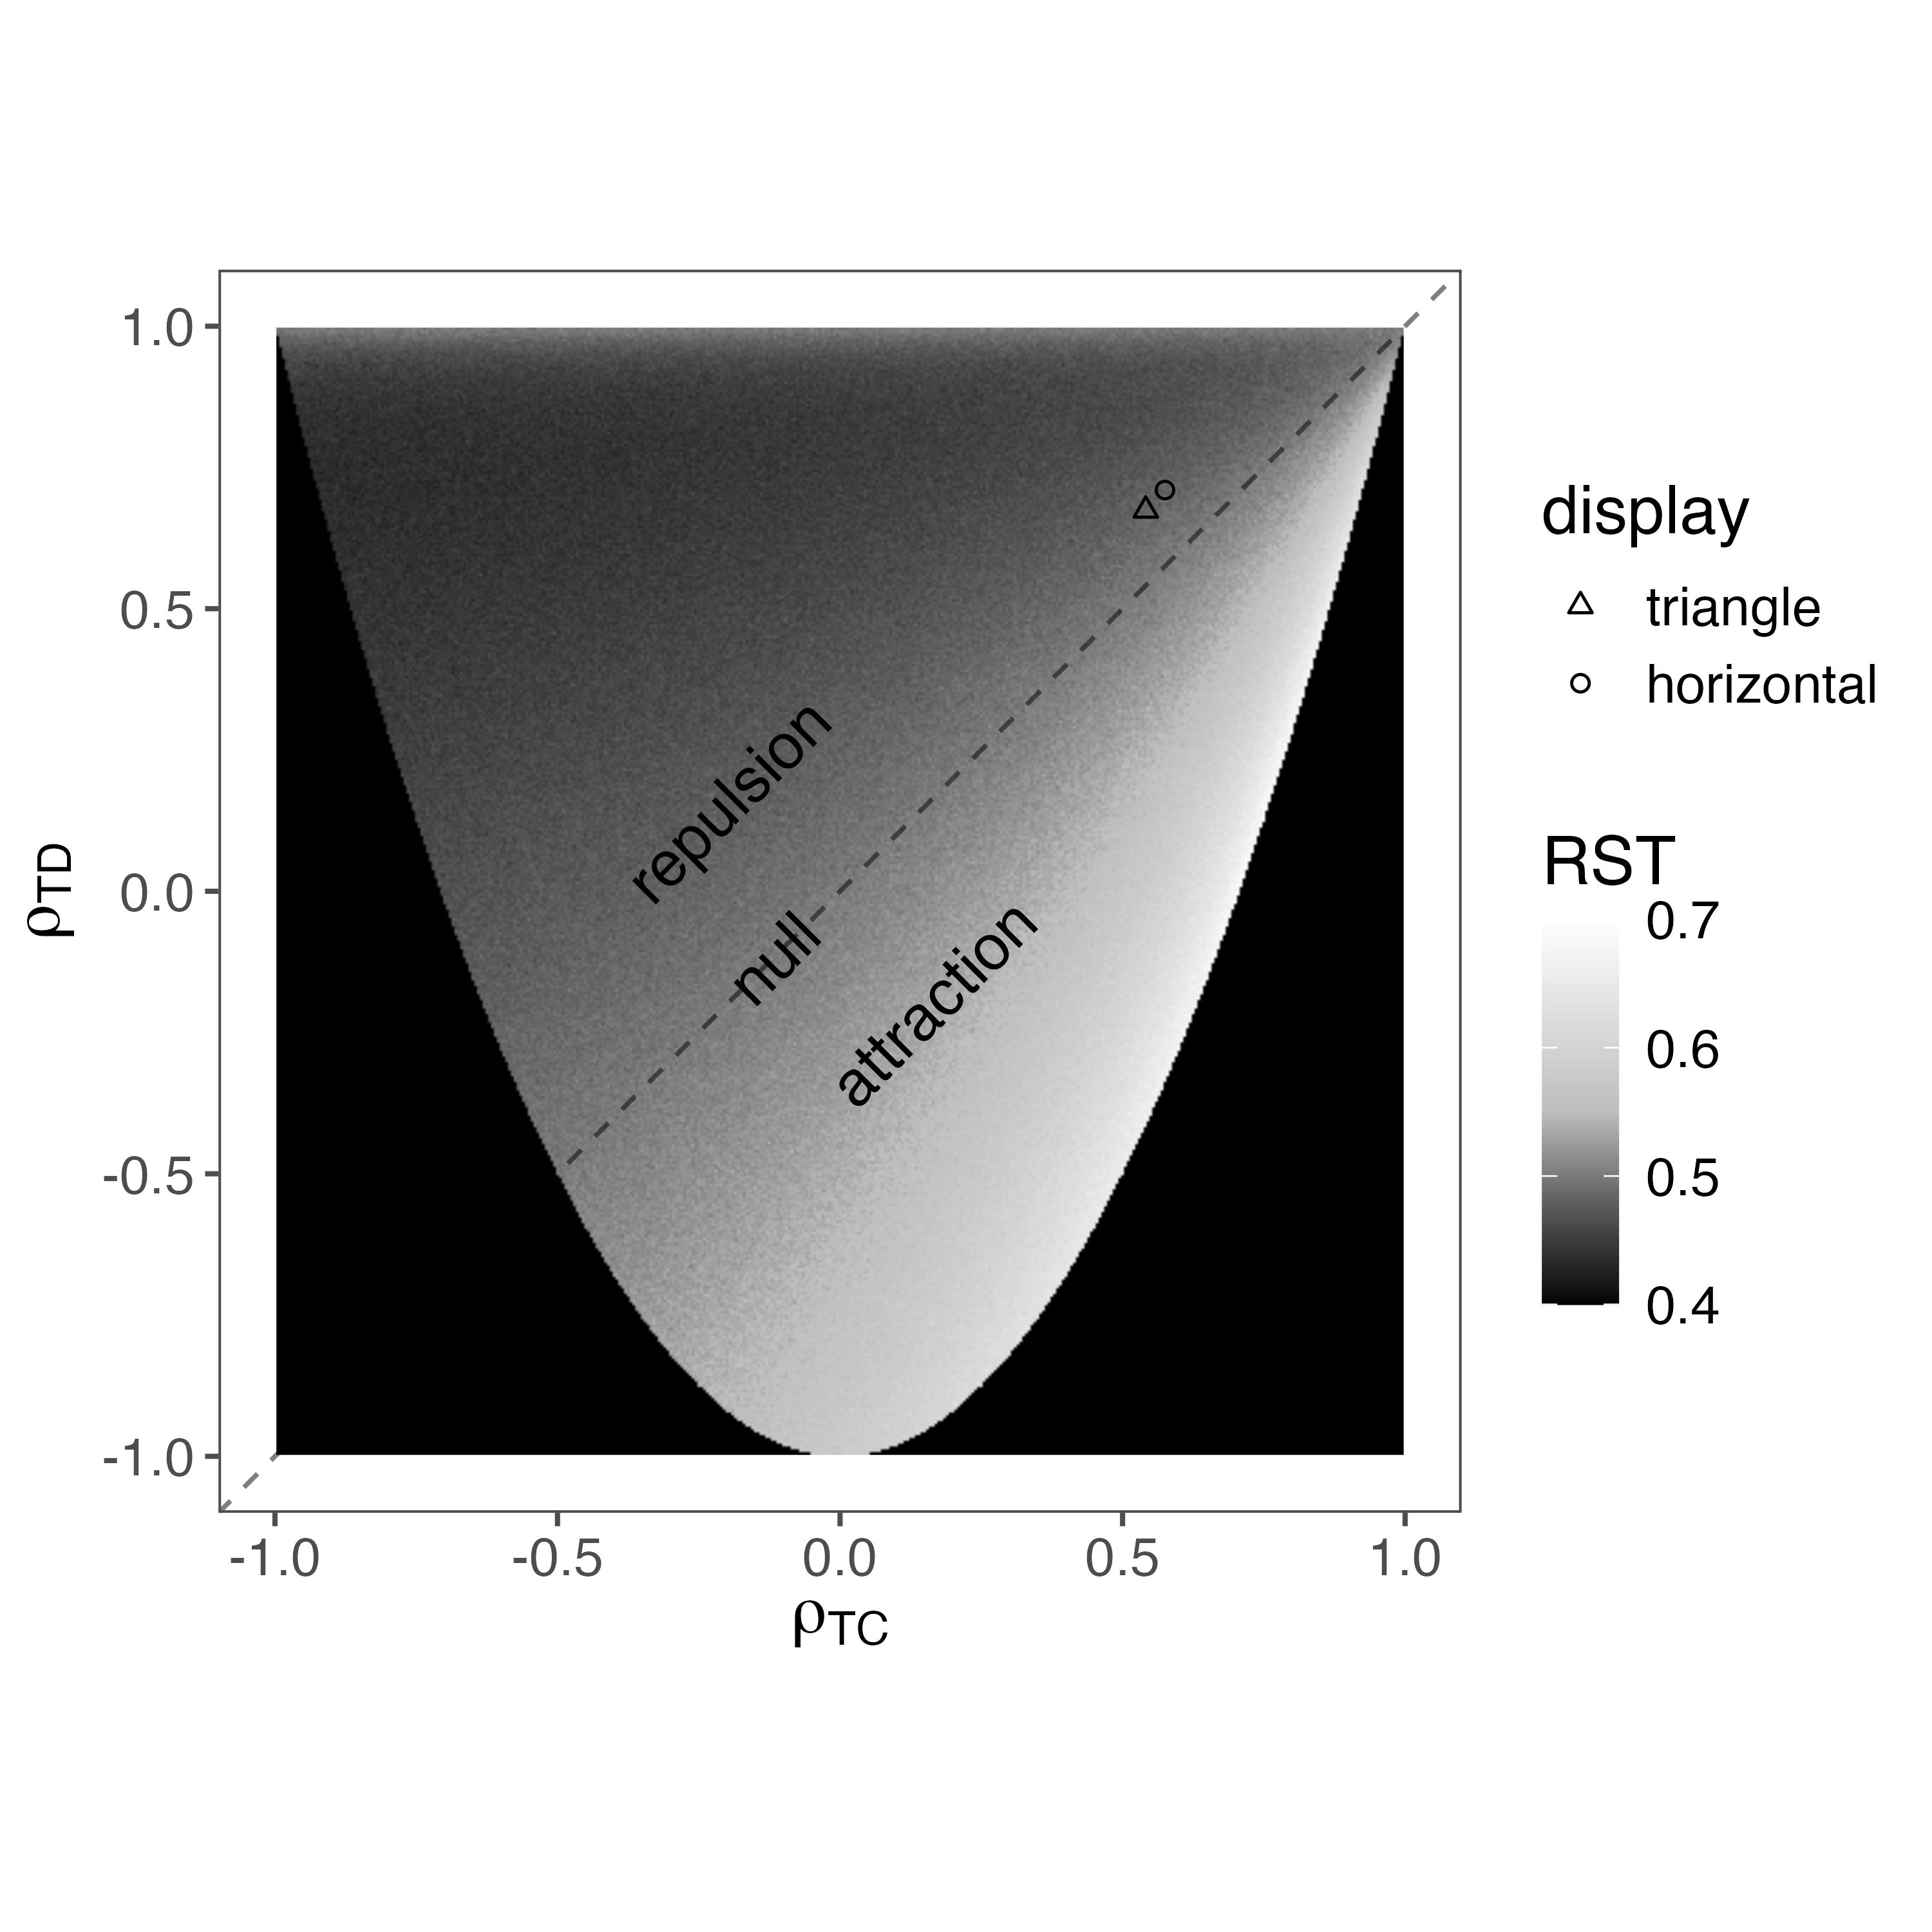 1.0
0.5
0.0
-0.5
-1.0
ρTD
repulsion
null
attraction
-1.0 -0.5 0.0 0.5 1.0
ρTC
display
triangle
horizontal
RST
0.7
0.6
0.5
0.4